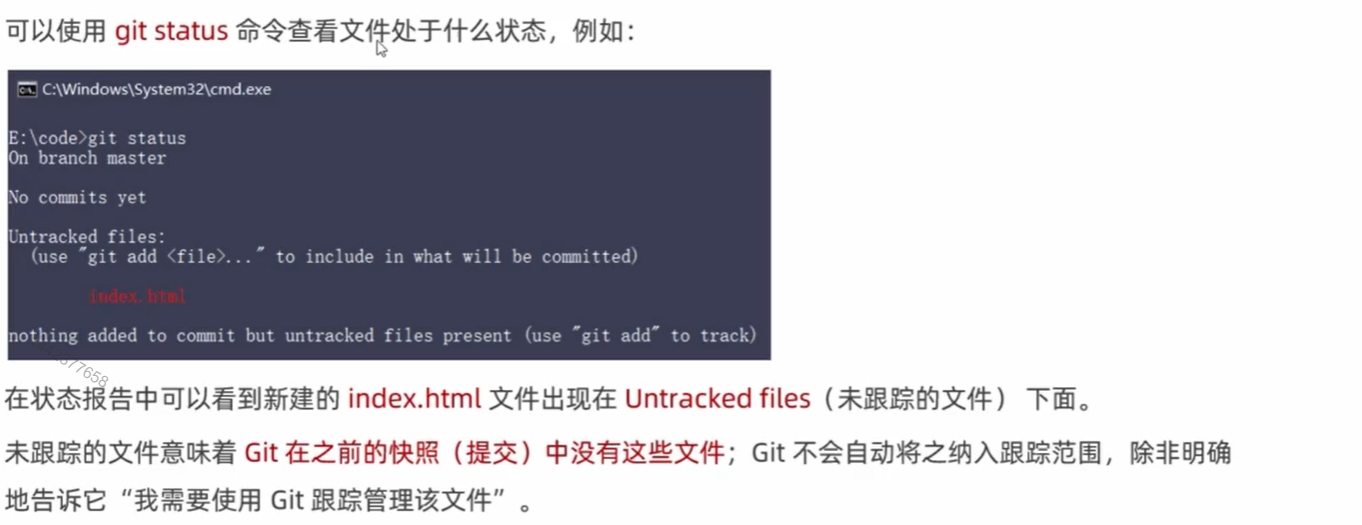 可以使用 git status 命令查看文件处于什么状态，例如：
C:\Windows\System32\cmd.exe
E:\code>git status
On branch master
No commits yet
Untracked files:
(use "git add <file>..." to include in what will be committed)
index.html
nothing added to commit but untracked files present (use "git add" to track)
77658
在状态报告中可以看到新建的 index.html 文件出现在 Untracked files（未跟踪的文件） 下面。
未跟踪的文件意味着 Git 在之前的快照（提交）中没有这些文件；Git 不会自动将之纳入跟踪范围，除非明确
地告诉它“我需要使用 Git 跟踪管理该文件”。